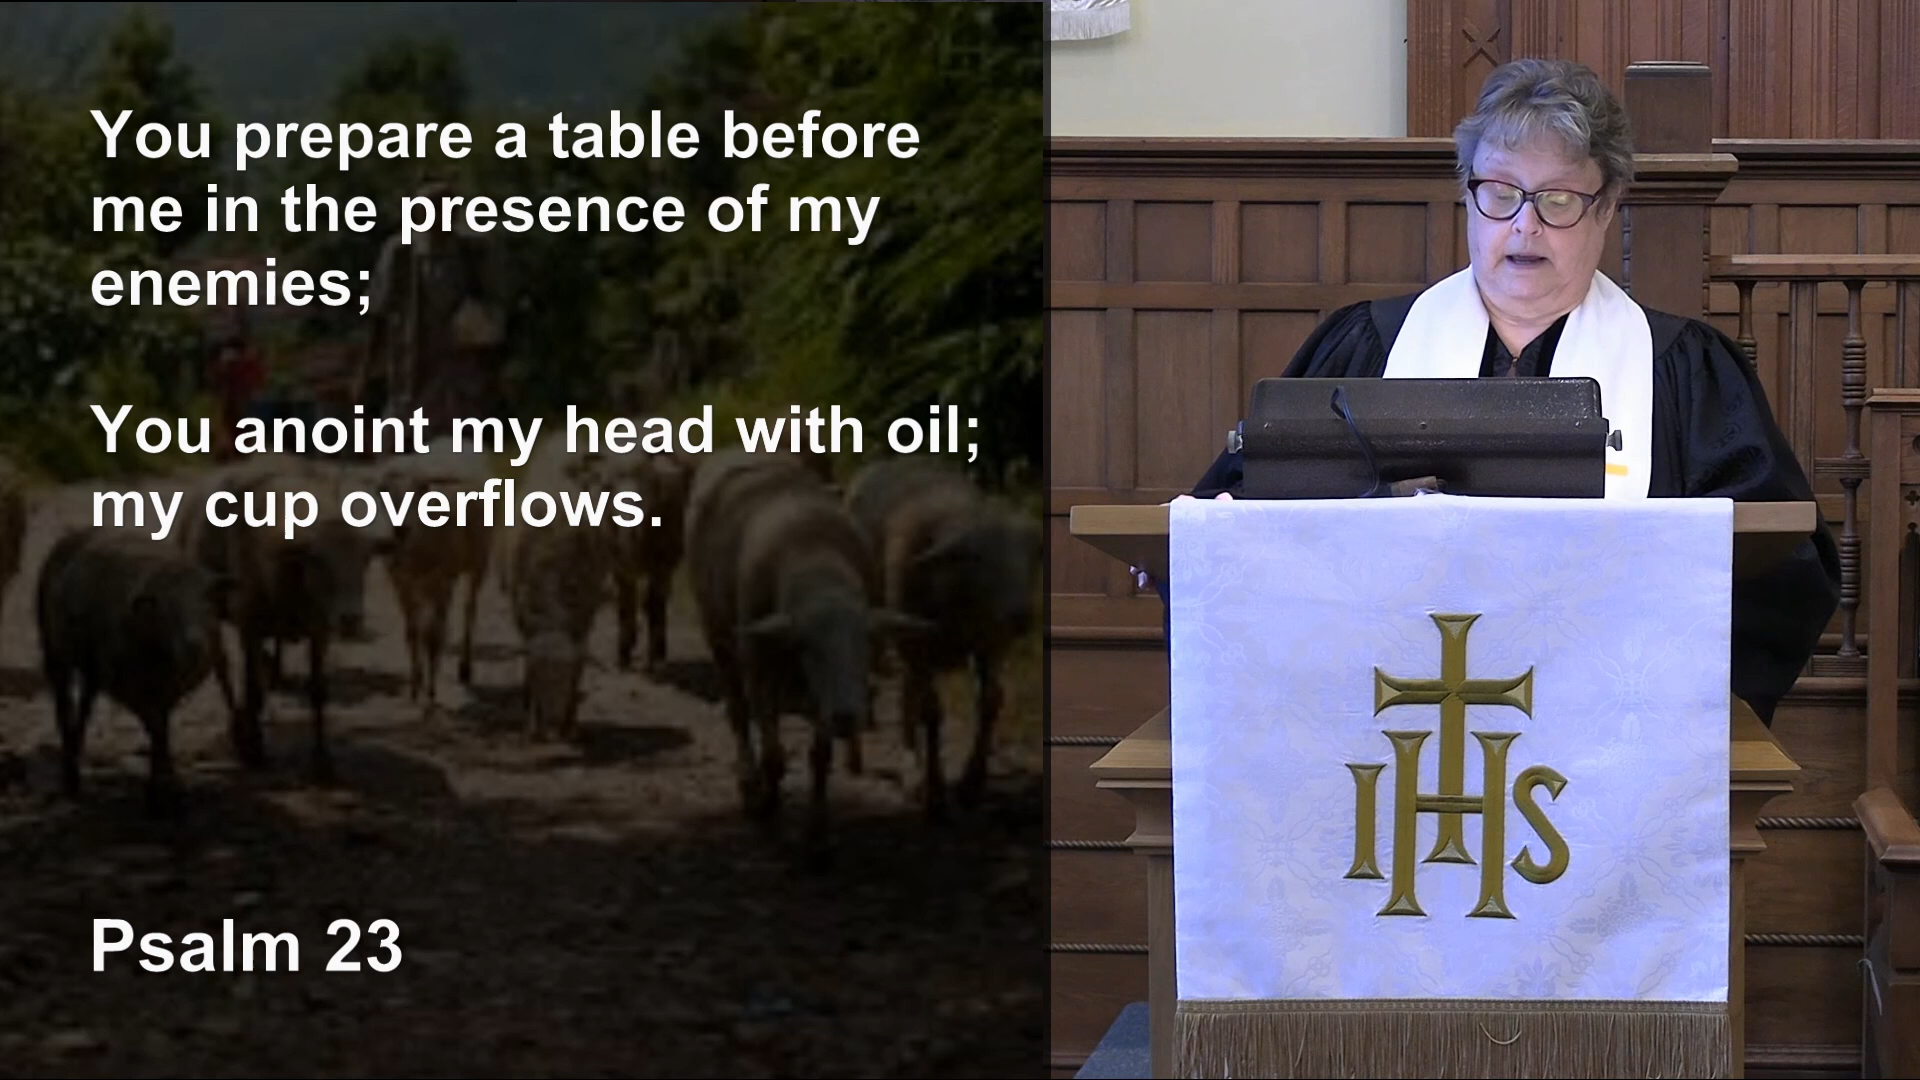 You prepare a table before
me in the presence of my
enemies;
You anoint my head with oil;
my cup overflows.
Psalm 23
IHS